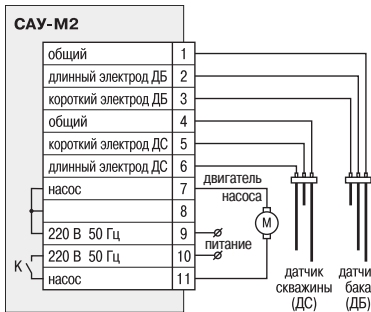 САУ-М2
общий 1
длинный электрод ДБ 2
короткий электрод ДБ 3
общий 4
короткий электрод ДС 5
длинный электрод ДС 6
насос 7
8
220 В 50 Гц 9
220 В 50 Гц 10
насос 11
К
двигатель
насоса
М
питание
датчик
скважины
(ДС)
датчи
бака
(ДБ)